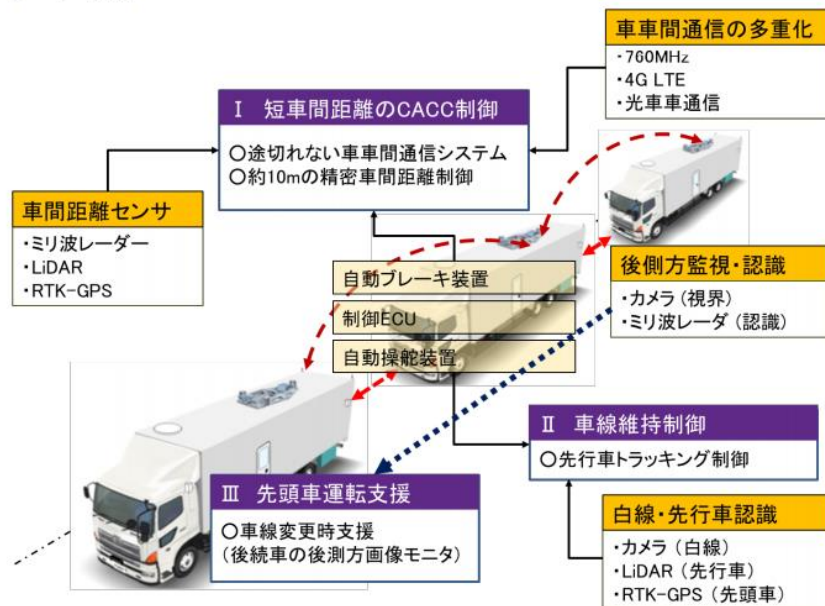 車車間通信の多重化
・760MHz
・4G LTE
・光車車通信
Ⅰ 短車間距離のCACC制御
○途切れない車車間通信システム
○約10mの精密車間距離制御
車間距離センサ
・ミリ波レーダー
・LiDAR
・RTK-GPS
自動ブレーキ装置
制御ECU
自動操舵装置
後側方監視・認識
・カメラ(視界)
・ミリ波レーダ(認識)
Ⅱ 車線維持制御
○先行車トラッキング制御
Ⅲ 先頭車運転支援
○車線変更時支援
(後続車の後測方画像モニタ)
白線・先行車認識
・カメラ(白線)
・LiDAR(先行車)
・RTK-GPS(先頭車)